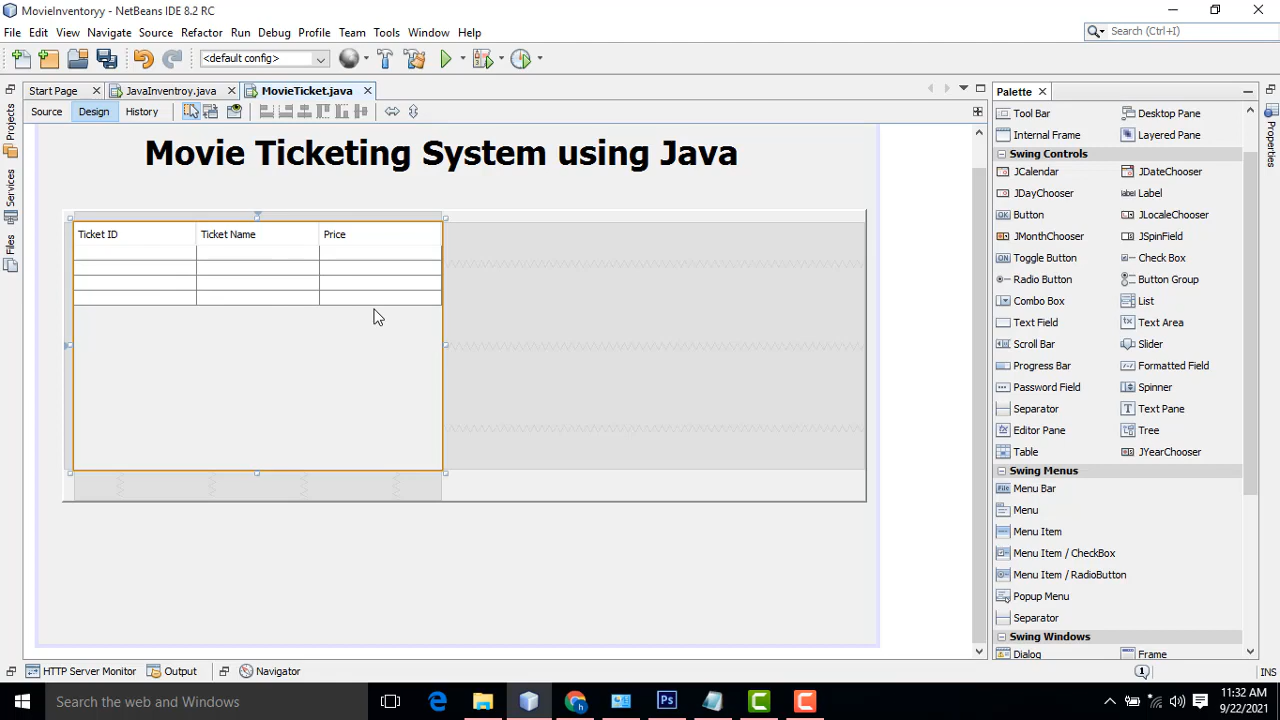 MovieInventoryy - NetBeans IDE 8.2 RC
File Edit View Navigate Source Refactor Run Debug Profile Team Tools Window Help
Search (Ctrl+I)
<default config>
Start Page JavaInventroy.java MovieTicket.java
Source Design History
Projects
Services
Files
Movie Ticketing System using Java
Ticket ID Ticket Name Price
Palette
Properties
Tool Bar Desktop Pane
Internal Frame Layered Pane
Swing Controls
JCalendar JDateChooser
JDayChooser label Label
OK Button JLocaleChooser
JMonthChooser JSpinField
ON Toggle Button Check Box
Radio Button Button Group
Combo Box List
Text Field Text Area
Scroll Bar Slider
Progress Bar Formatted Field
Password Field Spinner
Separator T Text Pane
Editor Pane Tree
Table JYearChooser
Swing Menus
File Menu Bar
Menu
Menu Item
Menu Item / CheckBox
Menu Item / RadioButton
Popup Menu
Separator
Swing Windows
Dialog Frame
HTTP Server Monitor Output Navigator
1 INS
Search the web and Windows
Ps
11:32 AM
9/22/2021